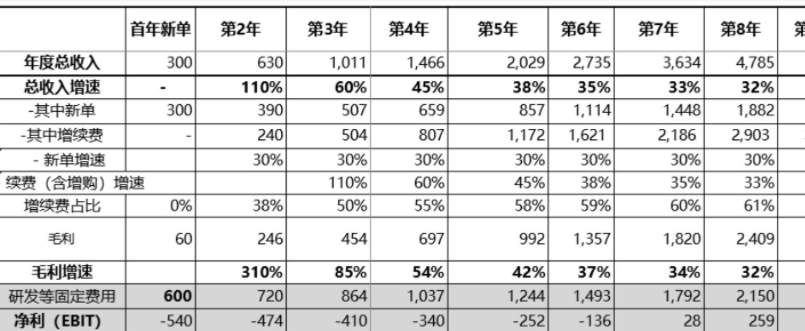 首年新单 第2年 第3年 第4年 第5年 第6年 第7年 第8年
年度总收入 300 630 1,011 1,466 2,029 2,735 3,634 4,785
总收入增速 - 110% 60% 45% 38% 35% 33% 32%
-其中新单 300 390 507 659 857 1,114 1,448 1,882
-其中增续费 - 240 504 807 1,172 1,621 2,186 2,903
- 新单增速 30% 30% 30% 30% 30% 30% 30%
续费（含增购）增速 110% 60% 45% 38% 35% 33%
增续费占比 0% 38% 50% 55% 58% 59% 60% 61%
毛利 60 246 454 697 992 1,357 1,820 2,409
毛利增速 310% 85% 54% 42% 37% 34% 32%
研发等固定费用 600 720 864 1,037 1,244 1,493 1,792 2,150
净利（EBIT） -540 -474 -410 -340 -252 -136 28 259